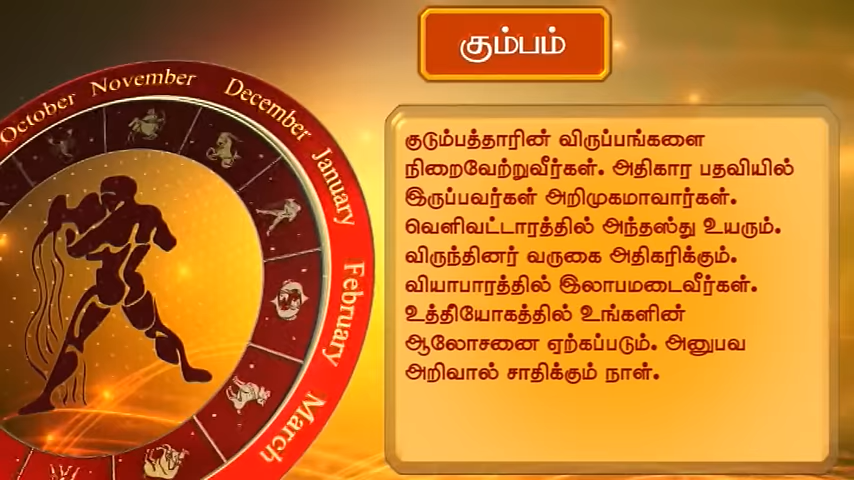 கும்பம்
October November December January February March
குடும்பத்தாரின் விருப்பங்களை
நிறைவேற்றுவீர்கள். அதிகார பதவியில்
இருப்பவர்கள் அறிமுகமாவார்கள்.
வெளிவட்டாரத்தில் அந்தஸ்து உயரும்.
விருந்தினர் வருகை அதிகரிக்கும்.
வியாபாரத்தில் இலாபமடைவீர்கள்.
உத்தியோகத்தில் உங்களின்
ஆலோசனை ஏற்கப்படும். அனுபவ
அறிவால் சாதிக்கும் நாள்.